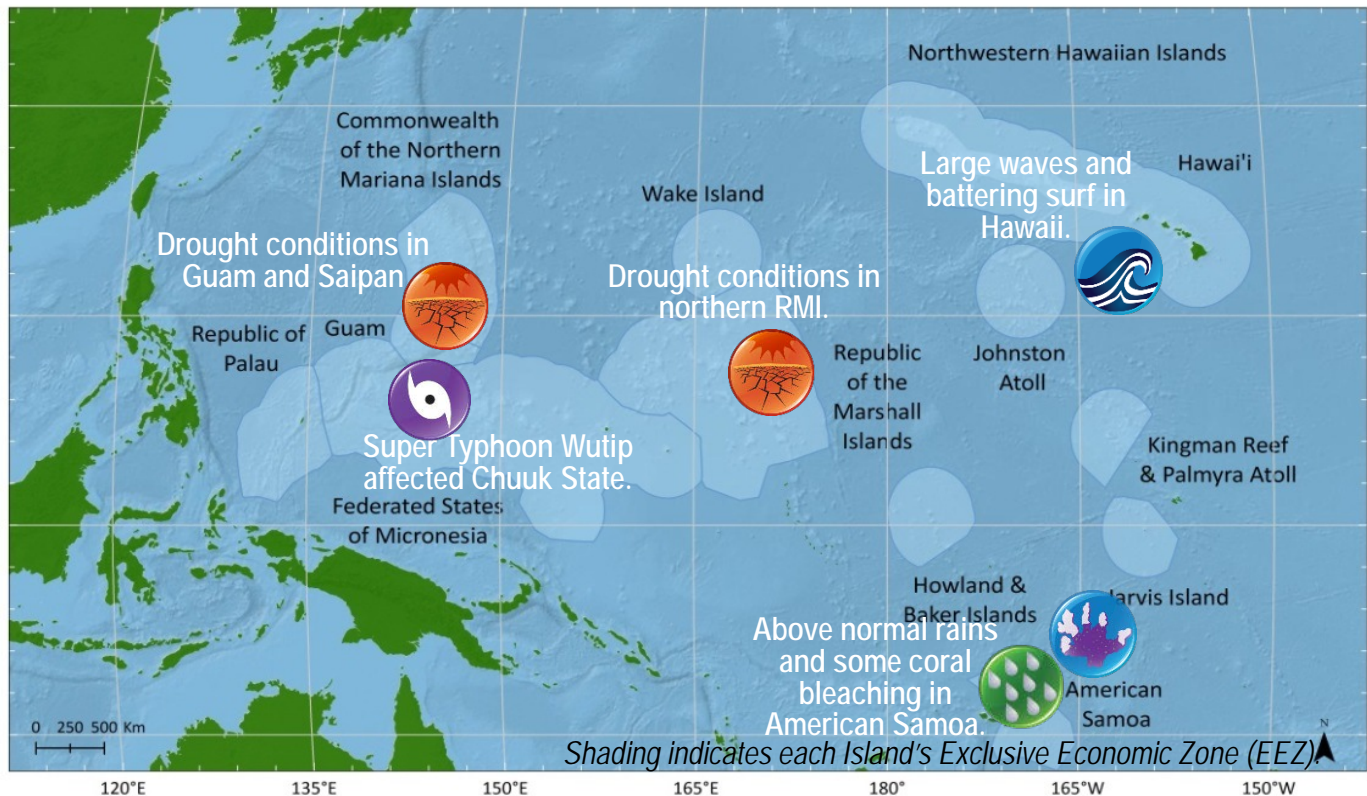 Northwestern Hawaiian Islands
Commonwealth
of the Northern
Mariana Islands
Large waves and
battering surf in
Hawaii.
Hawai'i
Wake Island
Drought conditions in
Guam and Saipan
Drought conditions in
northern RMI.
Republic of
Palau
Guam
Republic
of the
Marshall
Islands
Johnston
Atoll
Super Typhoon Wutip
affected Chuuk State.
Kingman Reef
& Palmyra Atoll
Federated States
of Micronesia
Howland &
Baker Islands
Jarvis Island
Above normal rains
and some coral
bleaching in
American Samoa.
American
Samoa
0 250 500 Km
N
Shading indicates each Island's Exclusive Economic Zone (EEZ).
120°E 135°E 150°E 165°E 180° 165°W 150°W